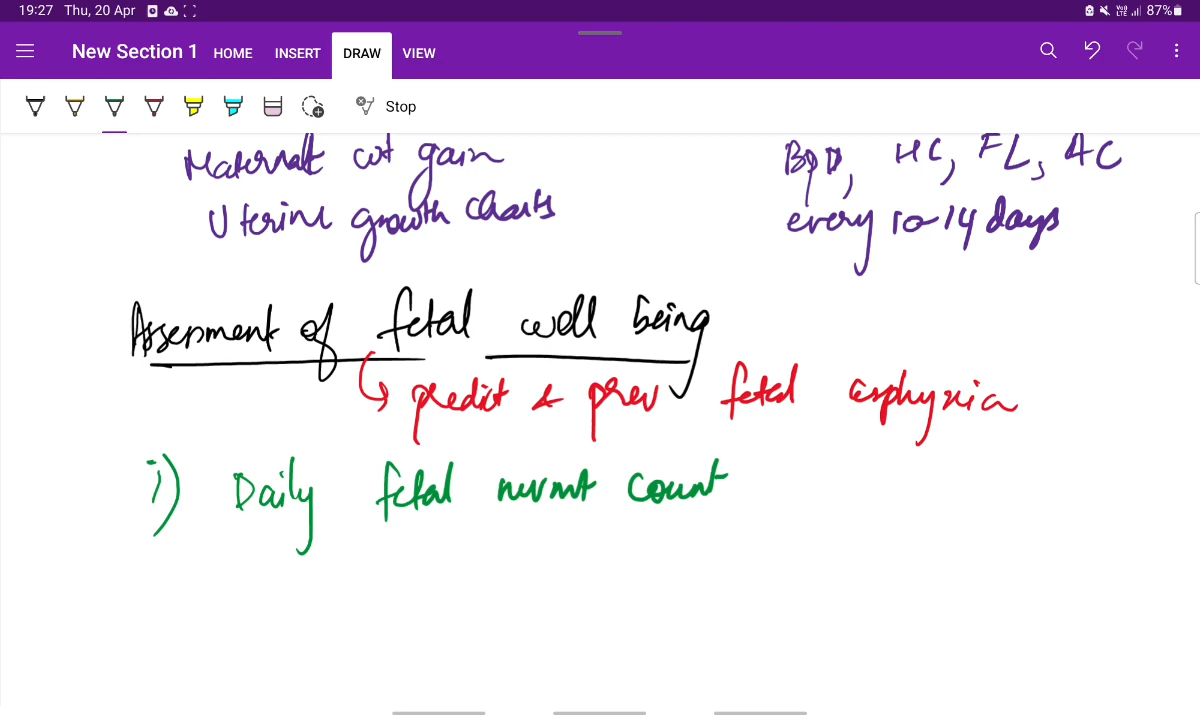 19:27 Thu, 20 Apr 87%
New Section 1 HOME INSERT DRAW VIEW
Stop
Maternal wt gain
Uterine growth charts
BPD, HC, FL, AC
every 10-14 days
Assessment of fetal well being
predict & prev fetal asphyxia
i) Daily fetal mvmt count